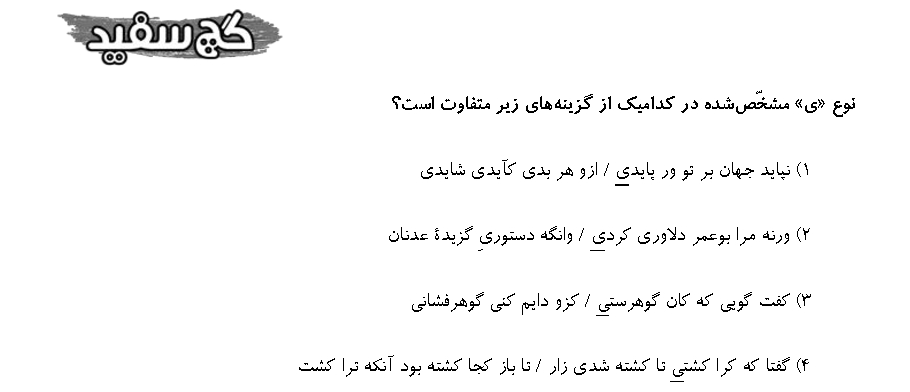 گچ سفید
نوع «ی» مشخّص‌شده در کدامیک از گزینه‌های زیر متفاوت است؟
۱) نپاید جهان بر تو ور پایدی / ازو هر بدی کآیدی شایدی
۲) ورنه مرا بوعمر دلاوری کردی / وانگه دستوریِ گزیدهٔ عدنان
۳) کفت گویی که کان گوهرستی / کزو دایم کنی گوهرفشانی
۴) گفتا که کرا کشتی تا کشته شدی زار / تا باز کجا کشته بود آنکه ترا کشت